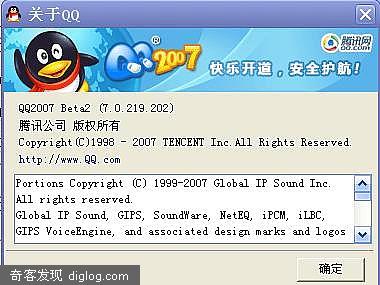 关于QQ
QQ2007
腾讯网
QQ.com
快乐开道，安全护航！
QQ2007 Beta2 (7.0.219.202)
腾讯公司 版权所有
Copyright(C)1998 - 2007 TENCENT Inc.All Rights Reserved.
http://www.QQ.com
Portions Copyright (C) 1999-2007 Global IP Sound Inc.
All rights reserved.
Global IP Sound, GIPS, SoundWare, NetEQ, iPCM, iLBC,
GIPS VoiceEngine, and associated design marks and logos
确定
奇客发现 diglog.com